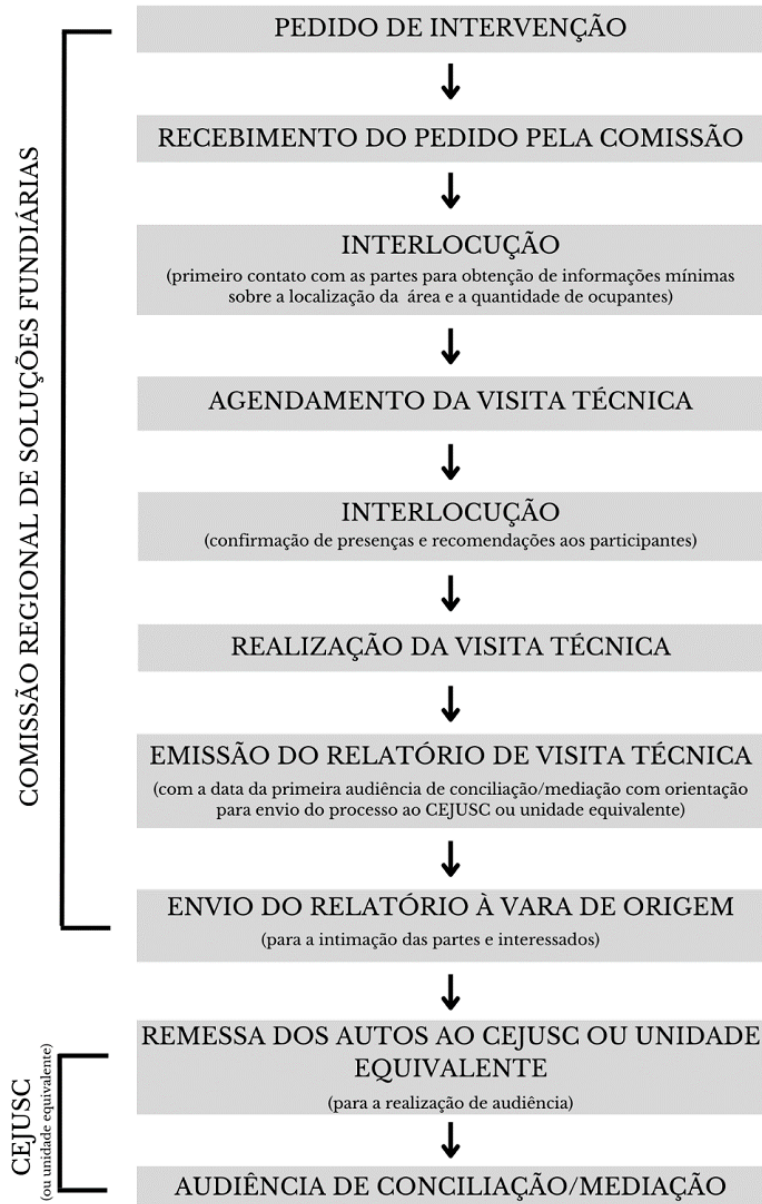 COMISSÃO REGIONAL DE SOLUÇÕES FUNDIÁRIAS
PEDIDO DE INTERVENÇÃO
RECEBIMENTO DO PEDIDO PELA COMISSÃO
INTERLOCUÇÃO
(primeiro contato com as partes para obtenção de informações mínimas
sobre a localização da área e a quantidade de ocupantes)
AGENDAMENTO DA VISITA TÉCNICA
INTERLOCUÇÃO
(confirmação de presenças e recomendações aos participantes)
REALIZAÇÃO DA VISITA TÉCNICA
EMISSÃO DO RELATÓRIO DE VISITA TÉCNICA
(com a data da primeira audiência de conciliação/mediação com orientação
para envio do processo ao CEJUSC ou unidade equivalente)
ENVIO DO RELATÓRIO À VARA DE ORIGEM
(para a intimação das partes e interessados)
CEJUSC
(ou unidade equivalente)
REMESSA DOS AUTOS AO CEJUSC OU UNIDADE
EQUIVALENTE
(para a realização de audiência)
AUDIÊNCIA DE CONCILIAÇÃO/MEDIAÇÃO